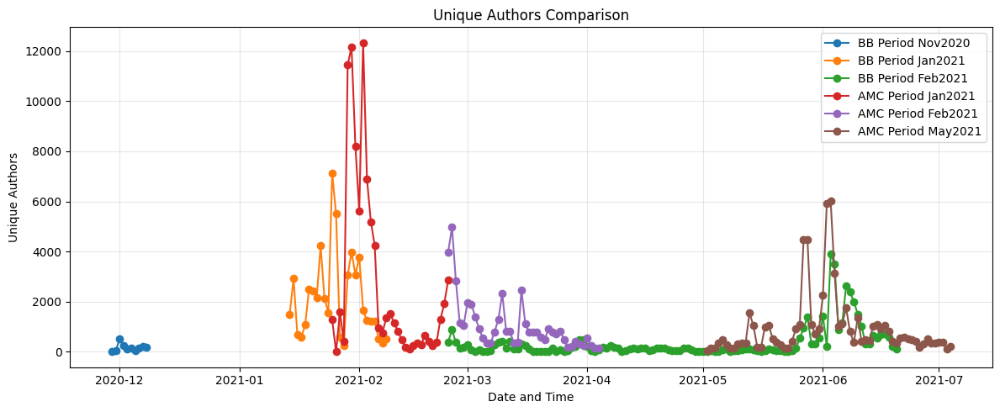 Unique Authors Comparison
BB Period Nov2020
BB Period Jan2021
BB Period Feb2021
AMC Period Jan2021
AMC Period Feb2021
AMC Period May2021
Unique Authors
12000
10000
8000
6000
4000
2000
0
2020-12
2021-01
2021-02
2021-03
2021-04
2021-05
2021-06
2021-07
Date and Time